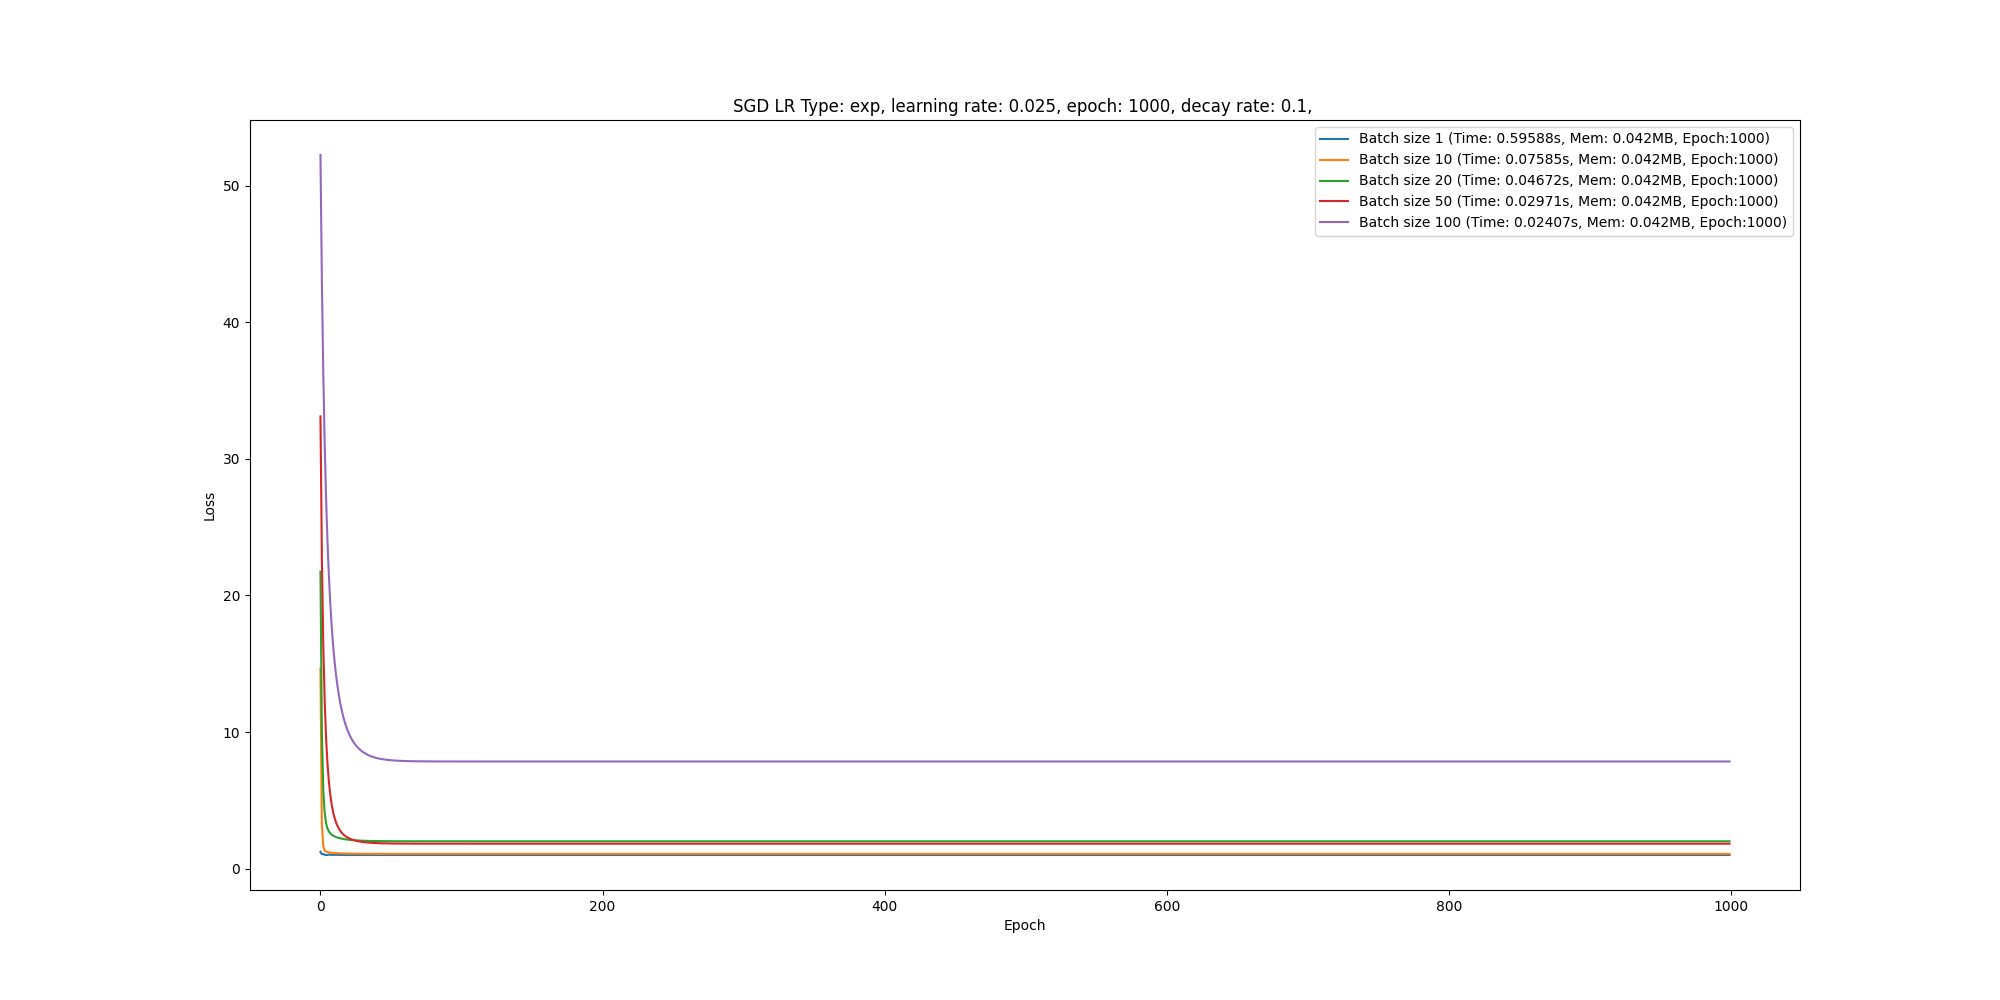 SGD LR Type: exp, learning rate: 0.025, epoch: 1000, decay rate: 0.1,
Batch size 1 (Time: 0.59588s, Mem: 0.042MB, Epoch:1000)
Batch size 10 (Time: 0.07585s, Mem: 0.042MB, Epoch:1000)
Batch size 20 (Time: 0.04672s, Mem: 0.042MB, Epoch:1000)
Batch size 50 (Time: 0.02971s, Mem: 0.042MB, Epoch:1000)
Batch size 100 (Time: 0.02407s, Mem: 0.042MB, Epoch:1000)
50
40
30
20
10
0
Loss
0 200 400 600 800 1000
Epoch